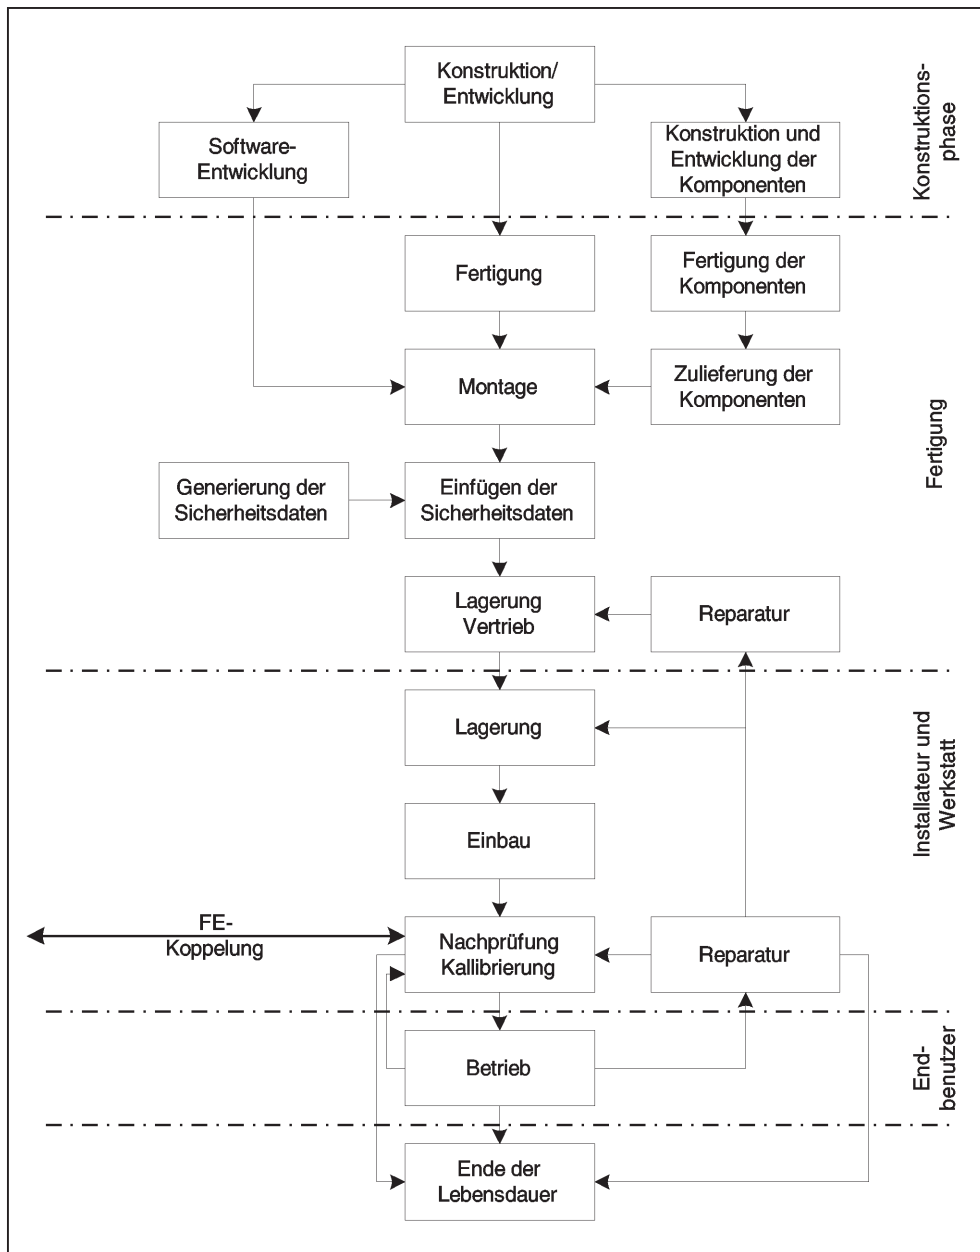 Konstruktion/
Entwicklung
Software-
Entwicklung
Konstruktion und
Entwicklung der
Komponenten
Konstruktions-
phase
Fertigung
Fertigung der
Komponenten
Montage
Zulieferung der
Komponenten
Fertigung
Generierung der
Sicherheitsdaten
Einfügen der
Sicherheitsdaten
Lagerung
Vertrieb
Reparatur
Lagerung
Installateur und
Werkstatt
Einbau
FE-
Koppelung
Nachprüfung
Kallibrierung
Reparatur
Betrieb
End-
benutzer
Ende der
Lebensdauer